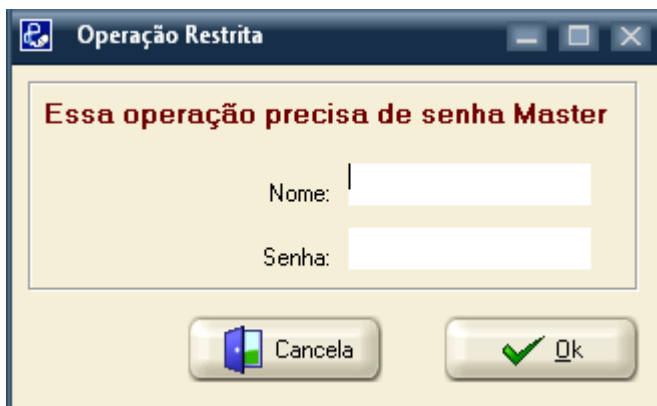 Operação Restrita
Essa operação precisa de senha Master
Nome:
Senha:
Cancela
Ok